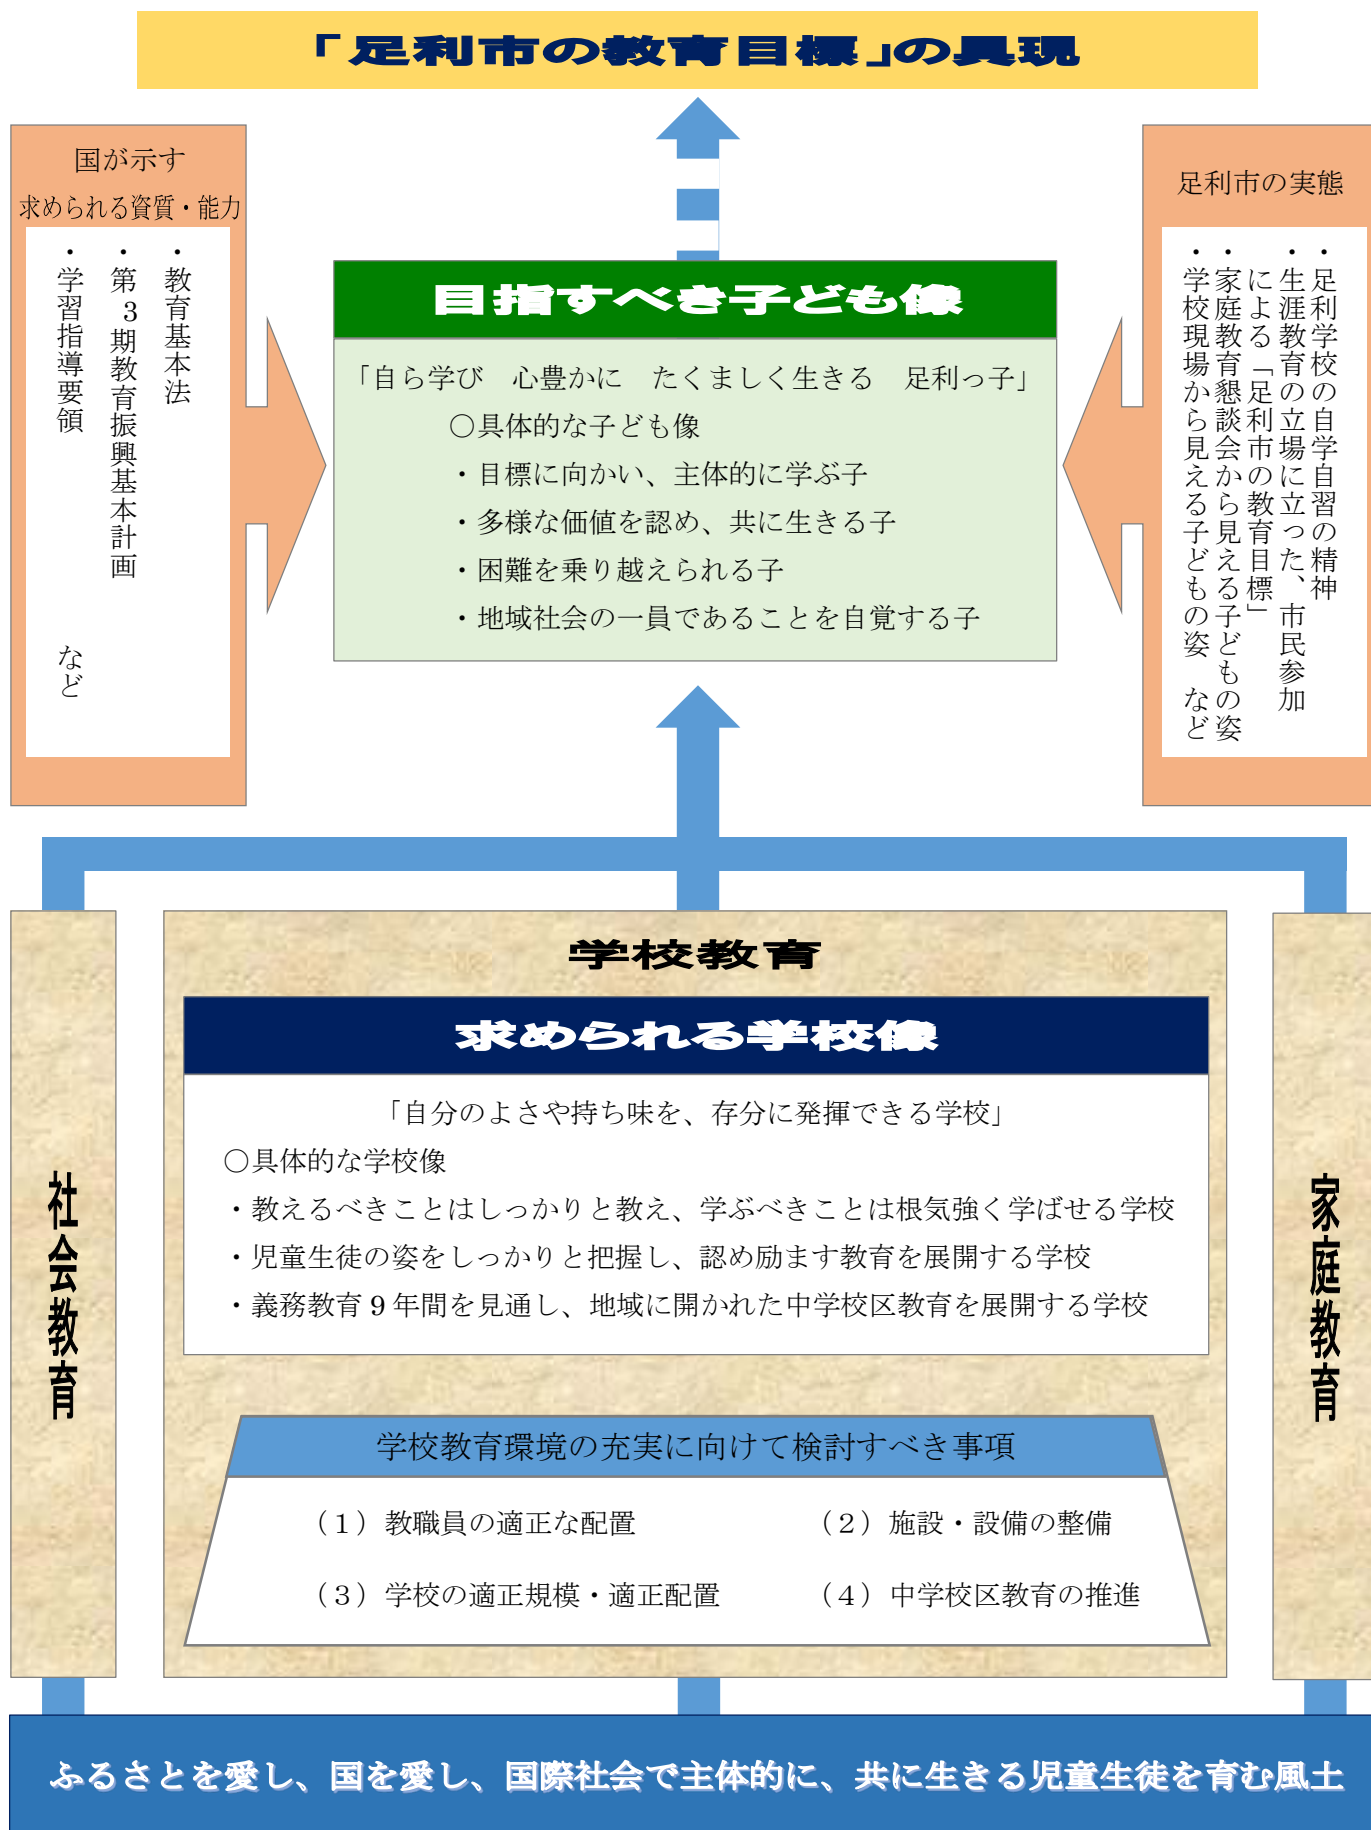 「足利市の教育目標」の具現
国が示す
求められる資質・能力
・教育基本法
・第3期教育振興基本計画
・学習指導要領　など
足利市の実態
・足利学校の自学自習の精神
・生涯教育の立場に立った、市民参加
による「足利市の教育目標」
・家庭教育懇談会から見える子どもの姿
・学校現場から見える子どもの姿　など
目指すべき子ども像
「自ら学び　心豊かに　たくましく生きる　足利っ子」
○具体的な子ども像
・目標に向かい、主体的に学ぶ子
・多様な価値を認め、共に生きる子
・困難を乗り越えられる子
・地域社会の一員であることを自覚する子
社会教育
学校教育
求められる学校像
「自分のよさや持ち味を、存分に発揮できる学校」
○具体的な学校像
・教えるべきことはしっかりと教え、学ぶべきことは根気強く学ばせる学校
・児童生徒の姿をしっかりと把握し、認め励ます教育を展開する学校
・義務教育9年間を見通し、地域に開かれた中学校区教育を展開する学校
学校教育環境の充実に向けて検討すべき事項
（1）教職員の適正な配置
（2）施設・設備の整備
（3）学校の適正規模・適正配置
（4）中学校区教育の推進
家庭教育
ふるさとを愛し、国を愛し、国際社会で主体的に、共に生きる児童生徒を育む風土